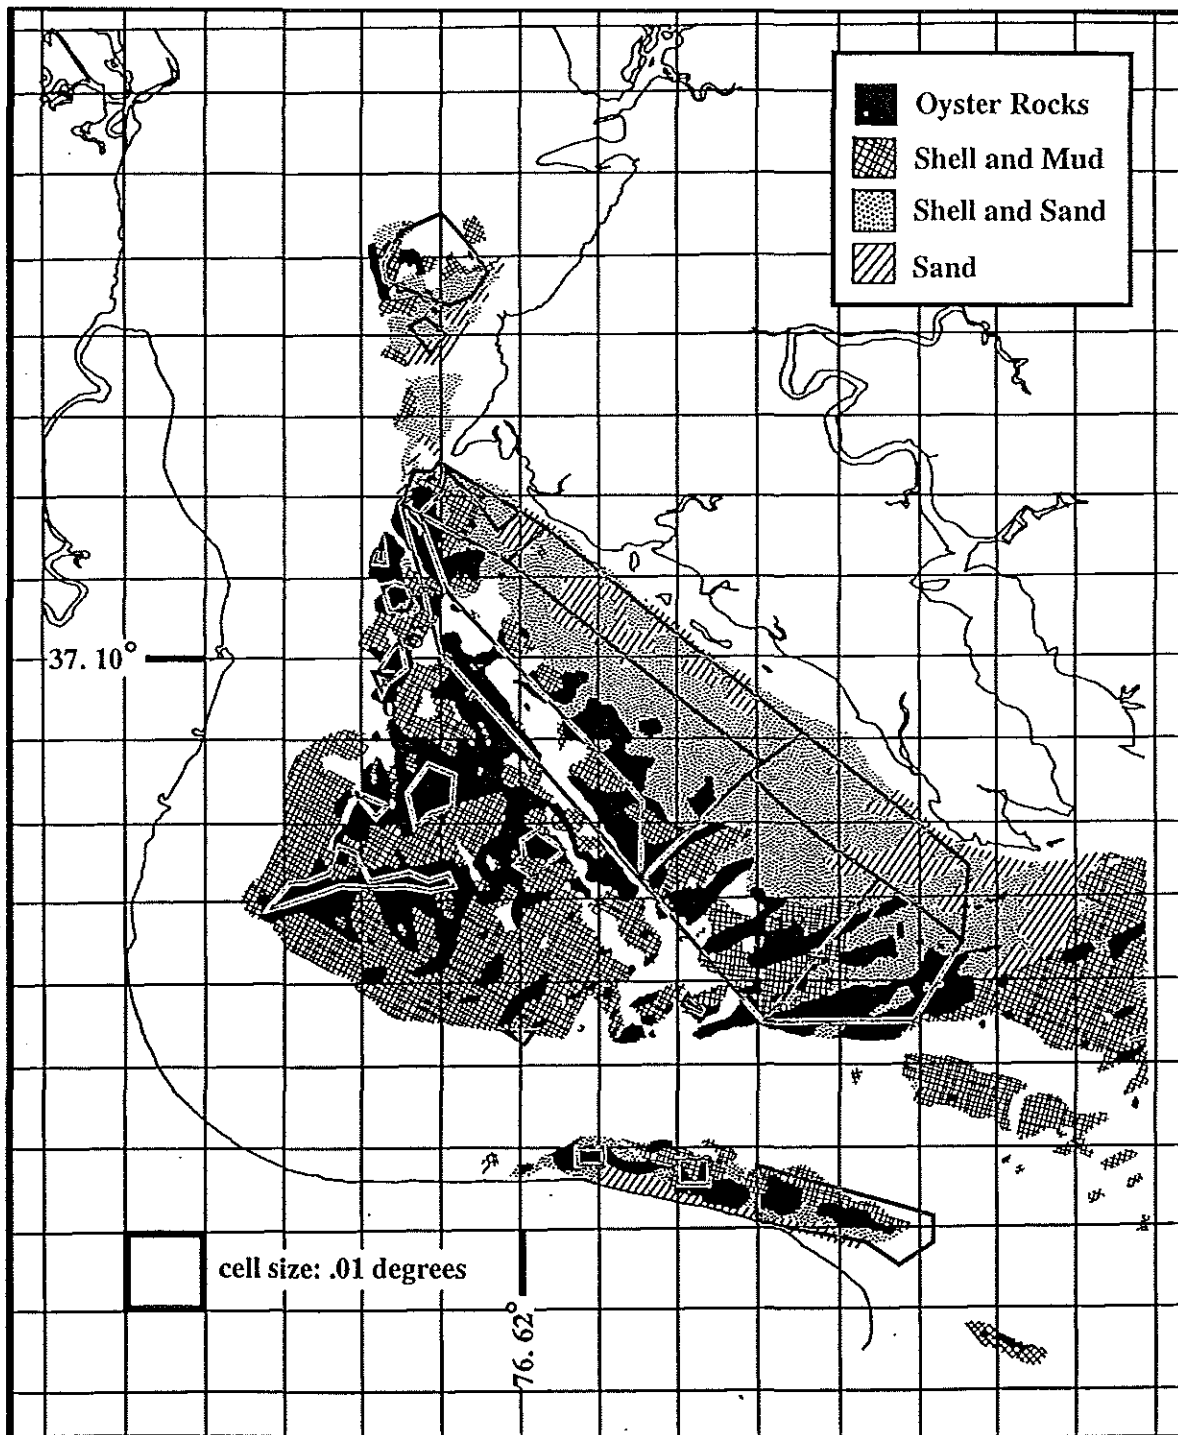 Oyster Rocks
Shell and Mud
Shell and Sand
Sand
37. 10°
cell size: .01 degrees
76. 62°